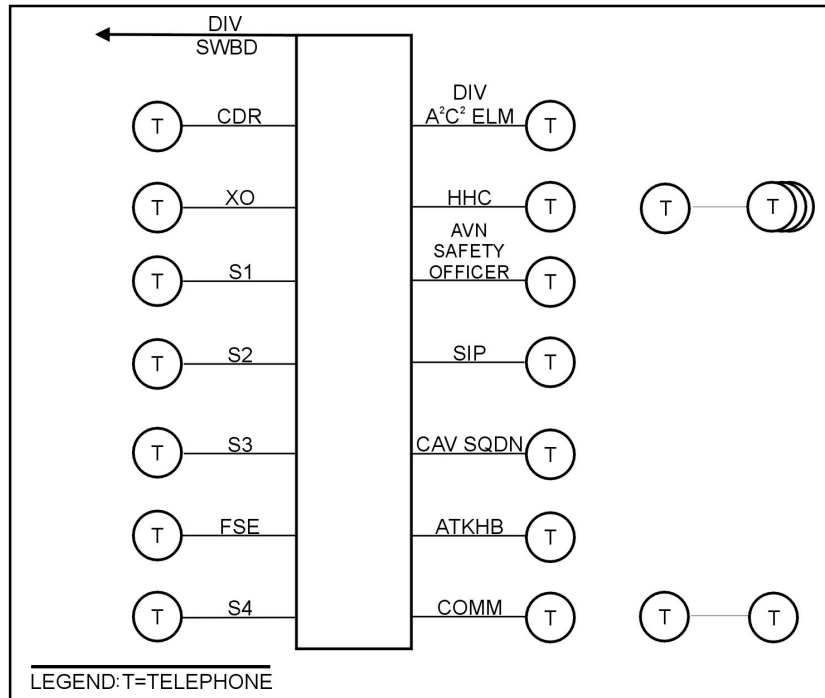 DIV
SWBD
T CDR
DIV
A²C² ELM T
T XO
HHC T T T
T S1
AVN
SAFETY
OFFICER T
T S2
SIP T
T S3
CAV SQDN T
T FSE
ATKHB T
T S4
COMM T T T
LEGEND: T=TELEPHONE